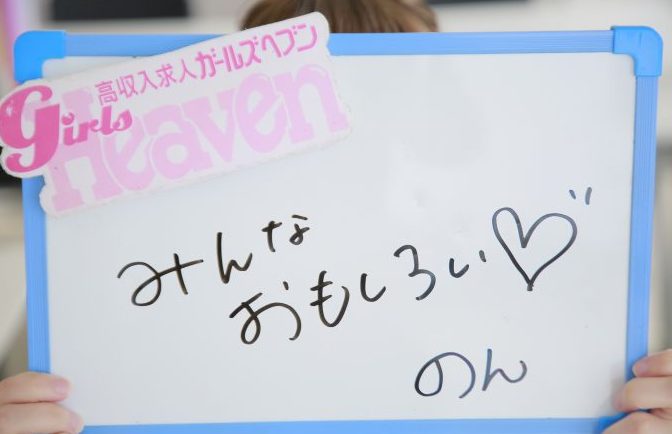 高収入求人ガールズヘブン
Girls
Heaven
みんな
おもしろい♡
のん